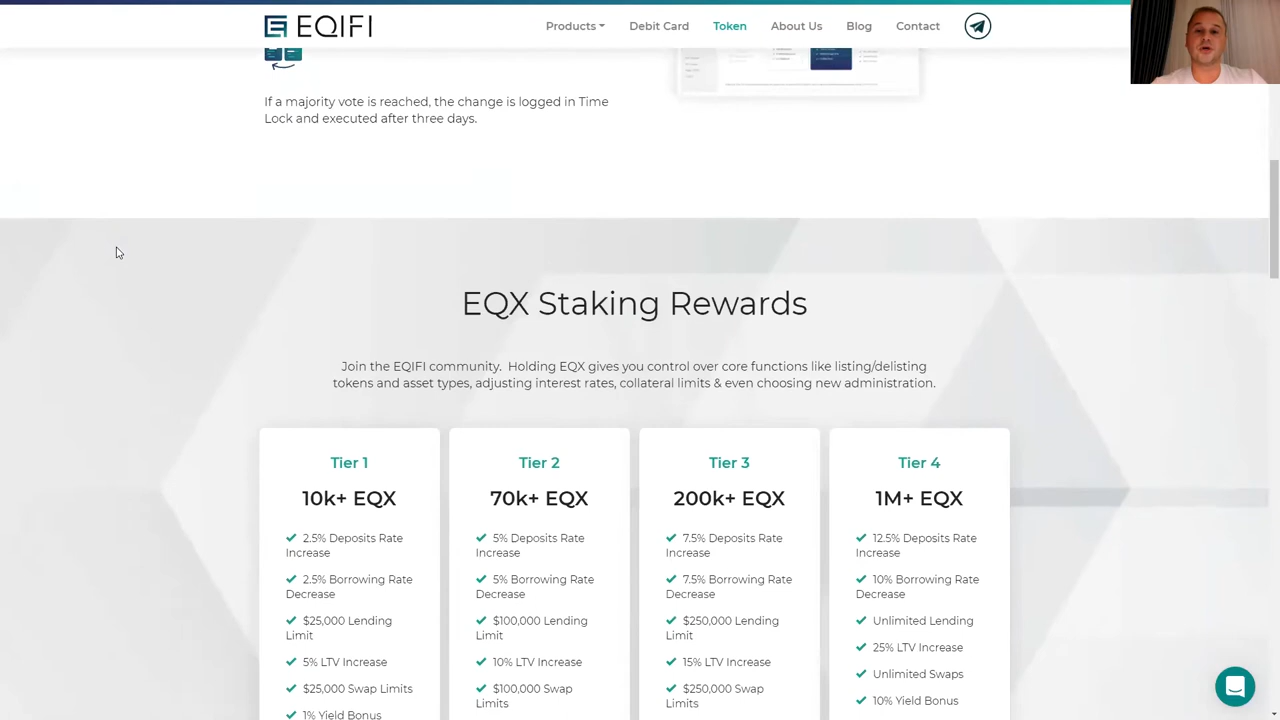 EQIFI
Products
Debit Card
Token
About Us
Blog
Contact
If a majority vote is reached, the change is logged in Time
Lock and executed after three days.
EQX Staking Rewards
Join the EQIFI community. Holding EQX gives you control over core functions like listing/delisting
tokens and asset types, adjusting interest rates, collateral limits & even choosing new administration.
Tier 1
10k+ EQX
2.5% Deposits Rate
Increase
2.5% Borrowing Rate
Decrease
$25,000 Lending
Limit
5% LTV Increase
$25,000 Swap Limits
1% Yield Bonus
Tier 2
70k+ EQX
5% Deposits Rate
Increase
5% Borrowing Rate
Decrease
$100,000 Lending
Limit
10% LTV Increase
$100,000 Swap
Limits
Tier 3
200k+ EQX
7.5% Deposits Rate
Increase
7.5% Borrowing Rate
Decrease
$250,000 Lending
Limit
15% LTV Increase
$250,000 Swap
Limits
Tier 4
1M+ EQX
12.5% Deposits Rate
Increase
10% Borrowing Rate
Decrease
Unlimited Lending
25% LTV Increase
Unlimited Swaps
10% Yield Bonus